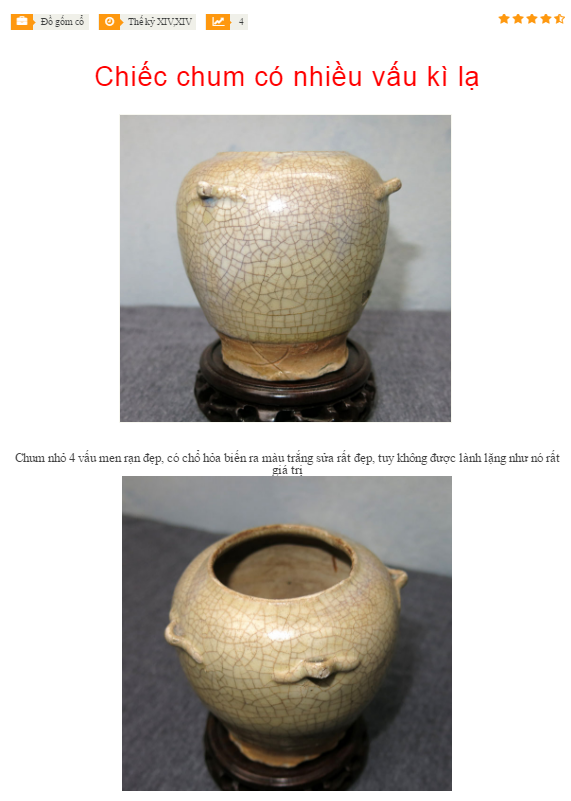 Đồ gốm cổ Thế kỷ XIV,XIV 4
Chiếc chum có nhiều vấu kì lạ
Chum nhỏ 4 vấu men rạn đẹp, có chổ hỏa biến ra màu trắng sữa rất đẹp, tuy không được lành lặng như nó rất
giá trị